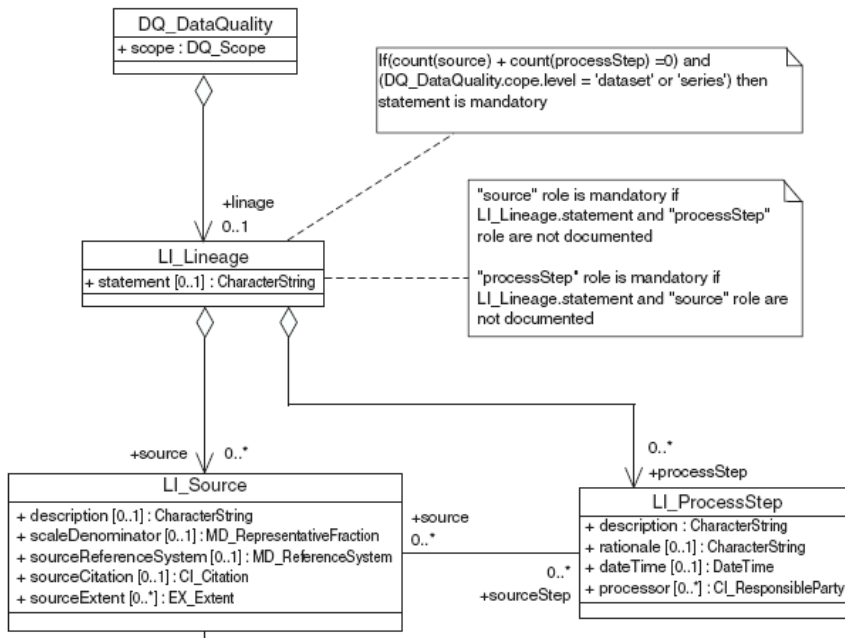 DQ_DataQuality
+ scope : DQ_Scope
If(count(source) + count(processStep) =0) and
(DQ_DataQuality.cope.level = 'dataset' or 'series') then
statement is mandatory
+linage
0..1
"source" role is mandatory if
LI_Lineage.statement and "processStep"
role are not documented
"processStep" role is mandatory if
LI_Lineage.statement and "source" role are
not documented
LI_Lineage
+ statement [0..1] : CharacterString
+source
0..*
0..*
+processStep
LI_Source
+ description [0..1] : CharacterString
+ scaleDenominator [0..1] : MD_RepresentativeFraction
+ sourceReferenceSystem [0..1] : MD_ReferenceSystem
+ sourceCitation [0..1] : CI_Citation
+ sourceExtent [0..*] : EX_Extent
+source
0..*
0..*
+sourceStep
LI_ProcessStep
+ description : CharacterString
+ rationale [0..1] : CharacterString
+ dateTime [0..1] : DateTime
+ processor [0..*] : CI_ResponsibleParty